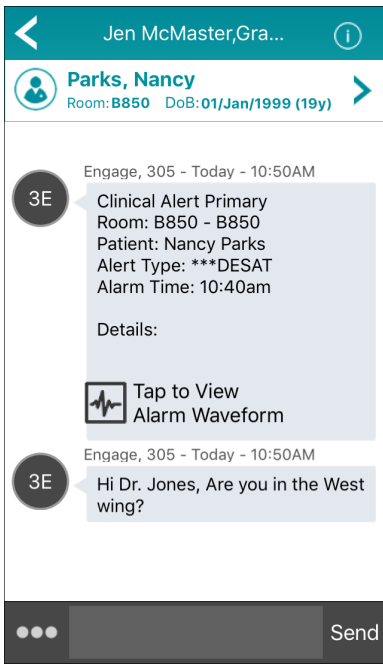 Jen McMaster,Gra...
Parks, Nancy
Room: B850 DoB: 01/Jan/1999 (19y)
Engage, 305 - Today - 10:50AM
3E
Clinical Alert Primary
Room: B850 - B850
Patient: Nancy Parks
Alert Type: ***DESAT
Alarm Time: 10:40am
Details:
Tap to View
Alarm Waveform
Engage, 305 - Today - 10:50AM
3E
Hi Dr. Jones, Are you in the West
wing?
Send